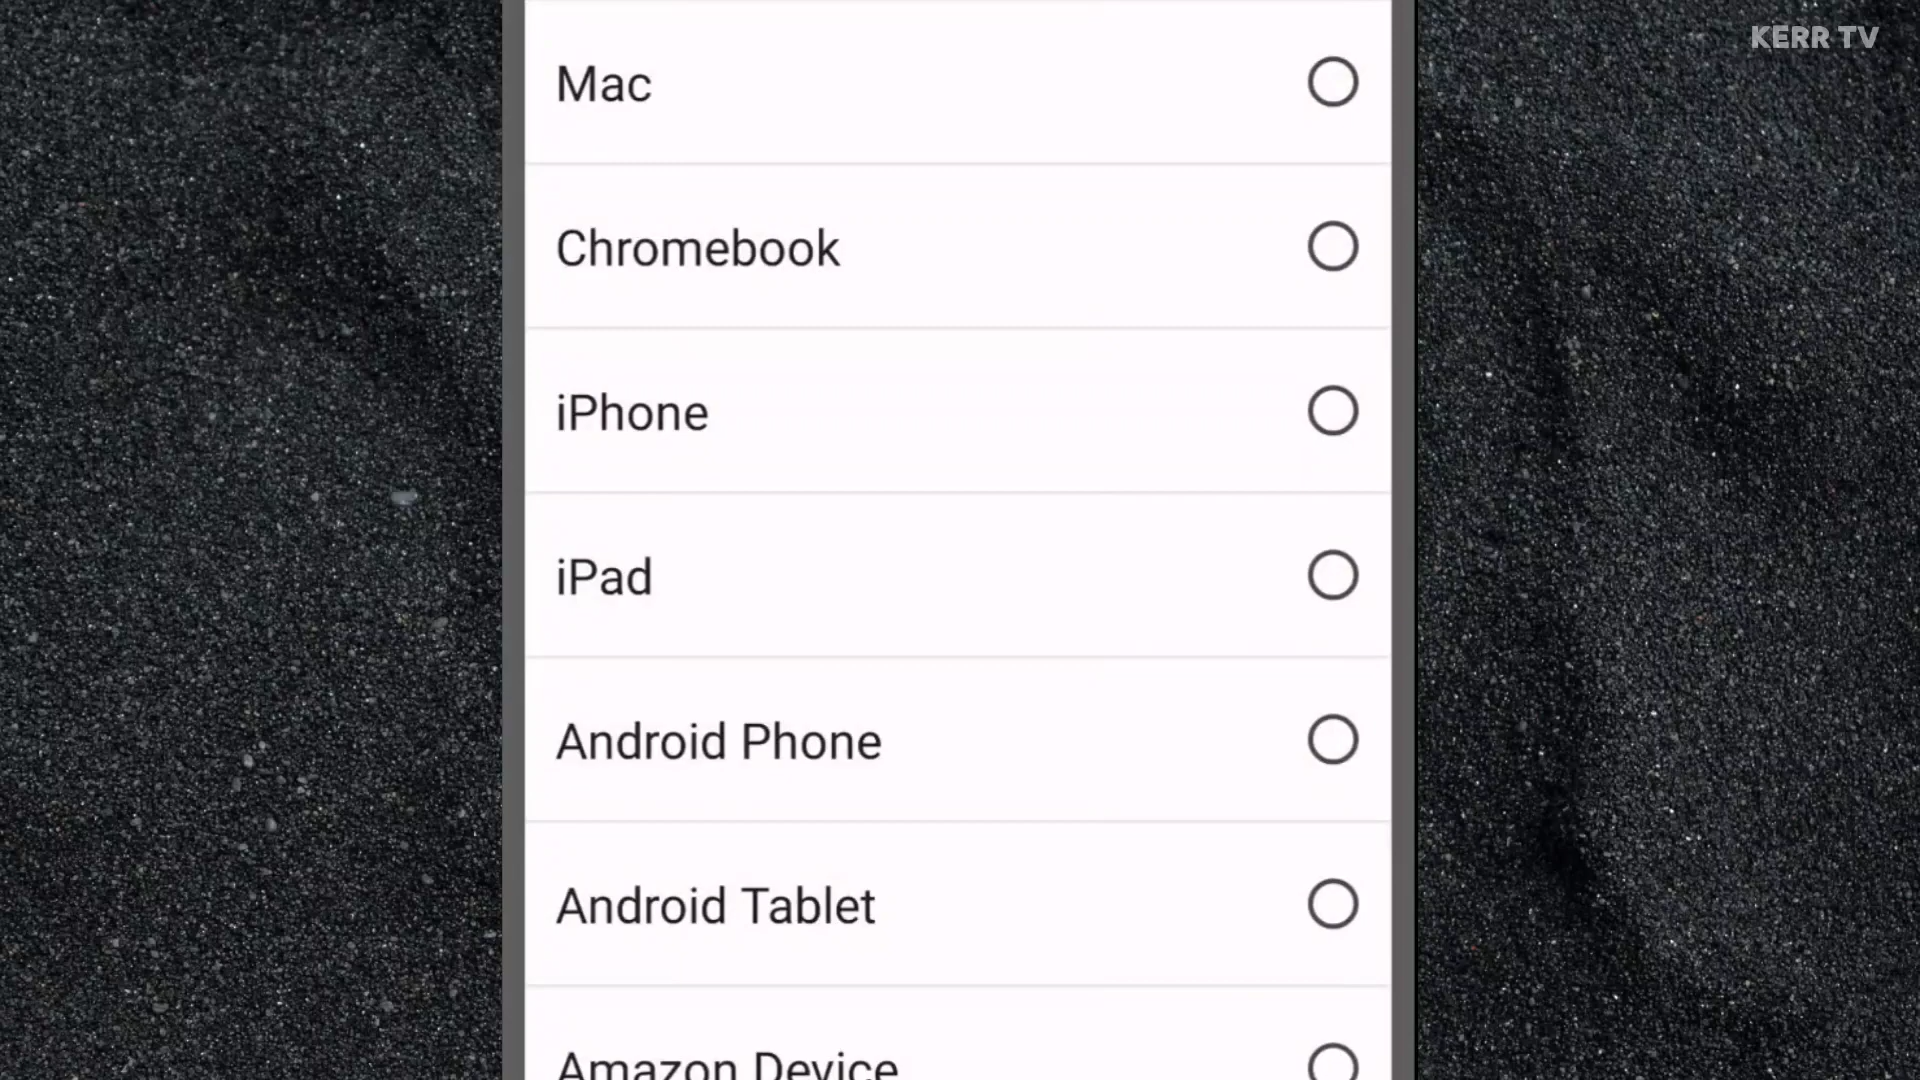 KERR TV
Mac
Chromebook
iPhone
iPad
Android Phone
Android Tablet
Amazon Device